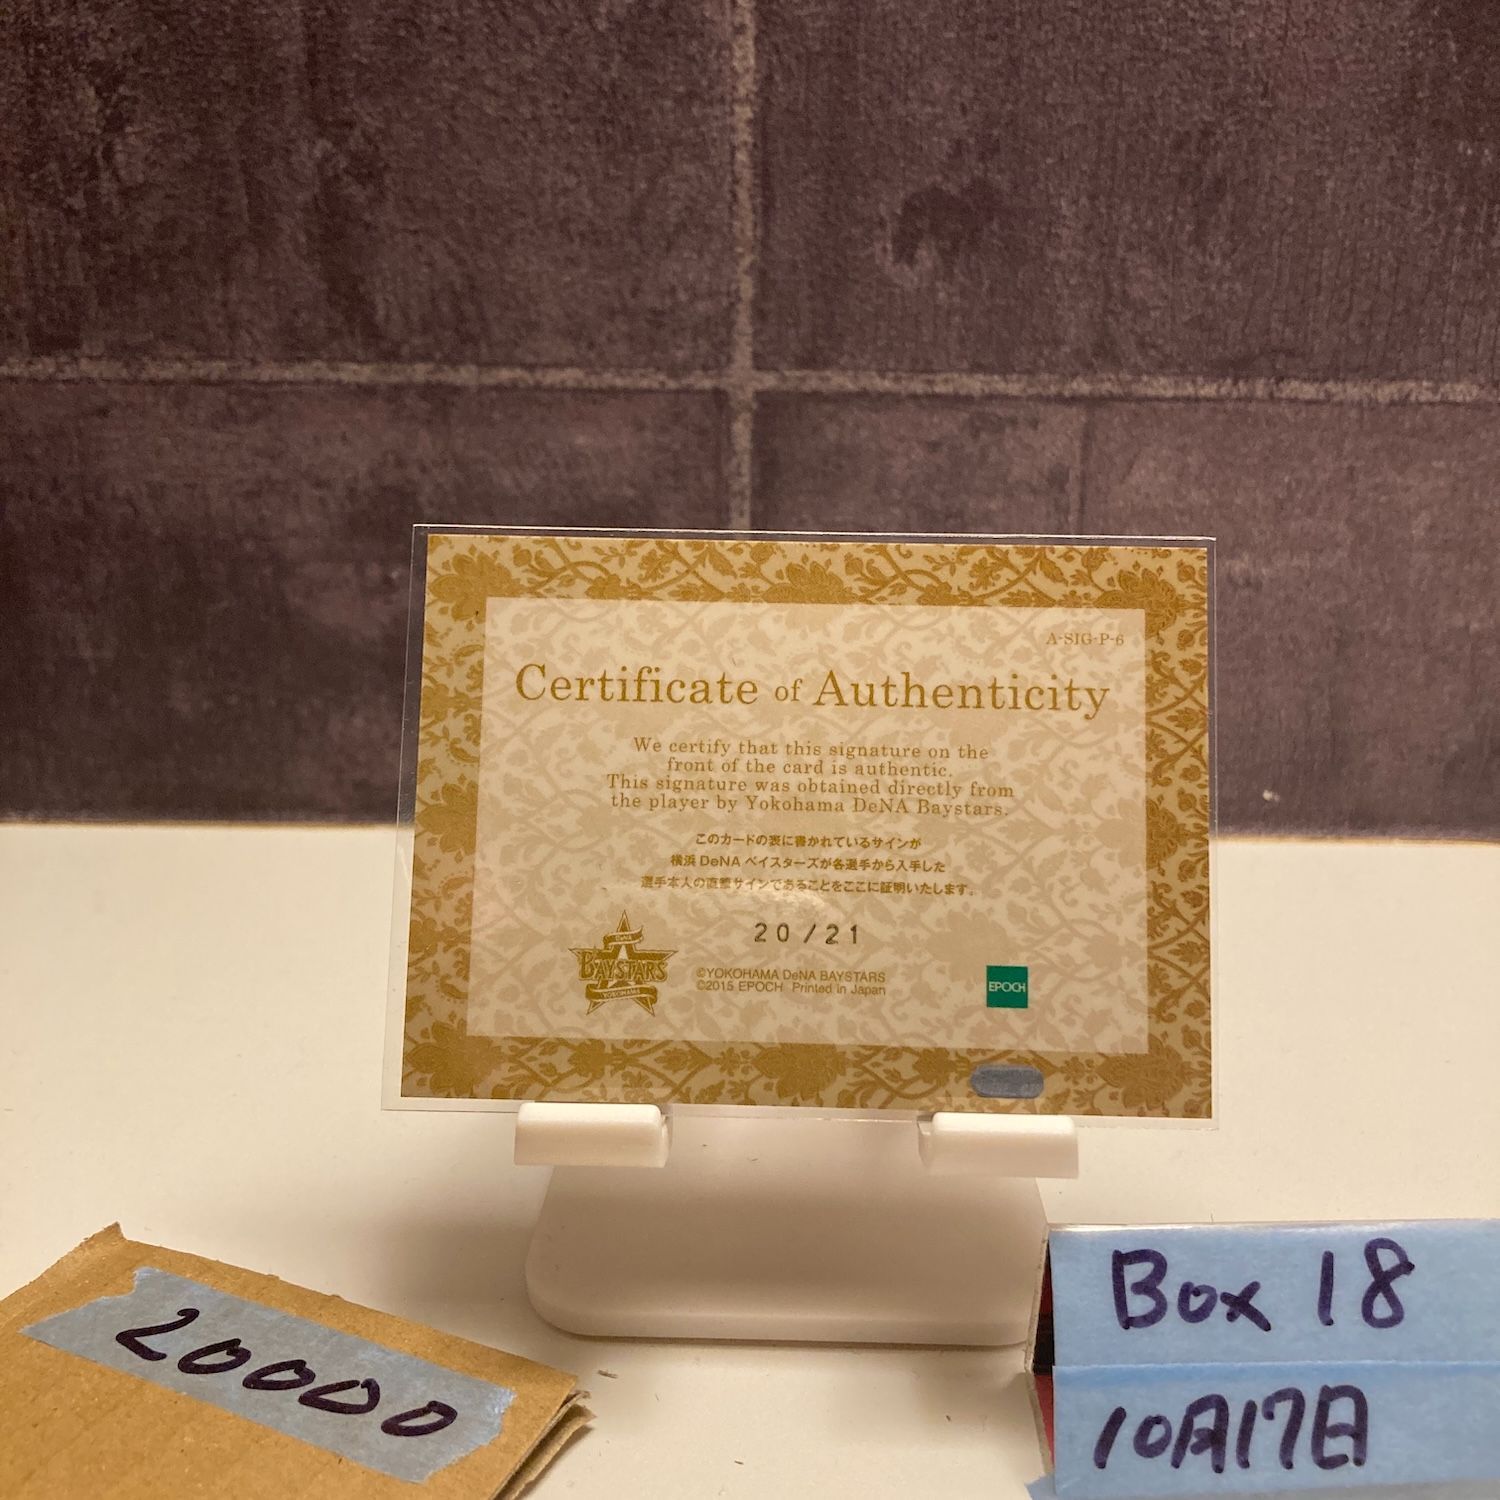 A-SIG-P-6
Certificate of Authenticity
We certify that this signature on the
front of the card is authentic.
This signature was obtained directly from
the player by Yokohama DeNA Baystars.
このカードの表に書かれているサインが
横浜 DeNA ベイスターズが各選手から入手した
選手本人の直筆サインであることをここに証明いたします。
20/21
DeNA
BAYSTARS
YOKOHAMA
©YOKOHAMA DeNA BAYSTARS
©2015 EPOCH Printed in Japan
EPOCH
20000
Box 18
10月17日